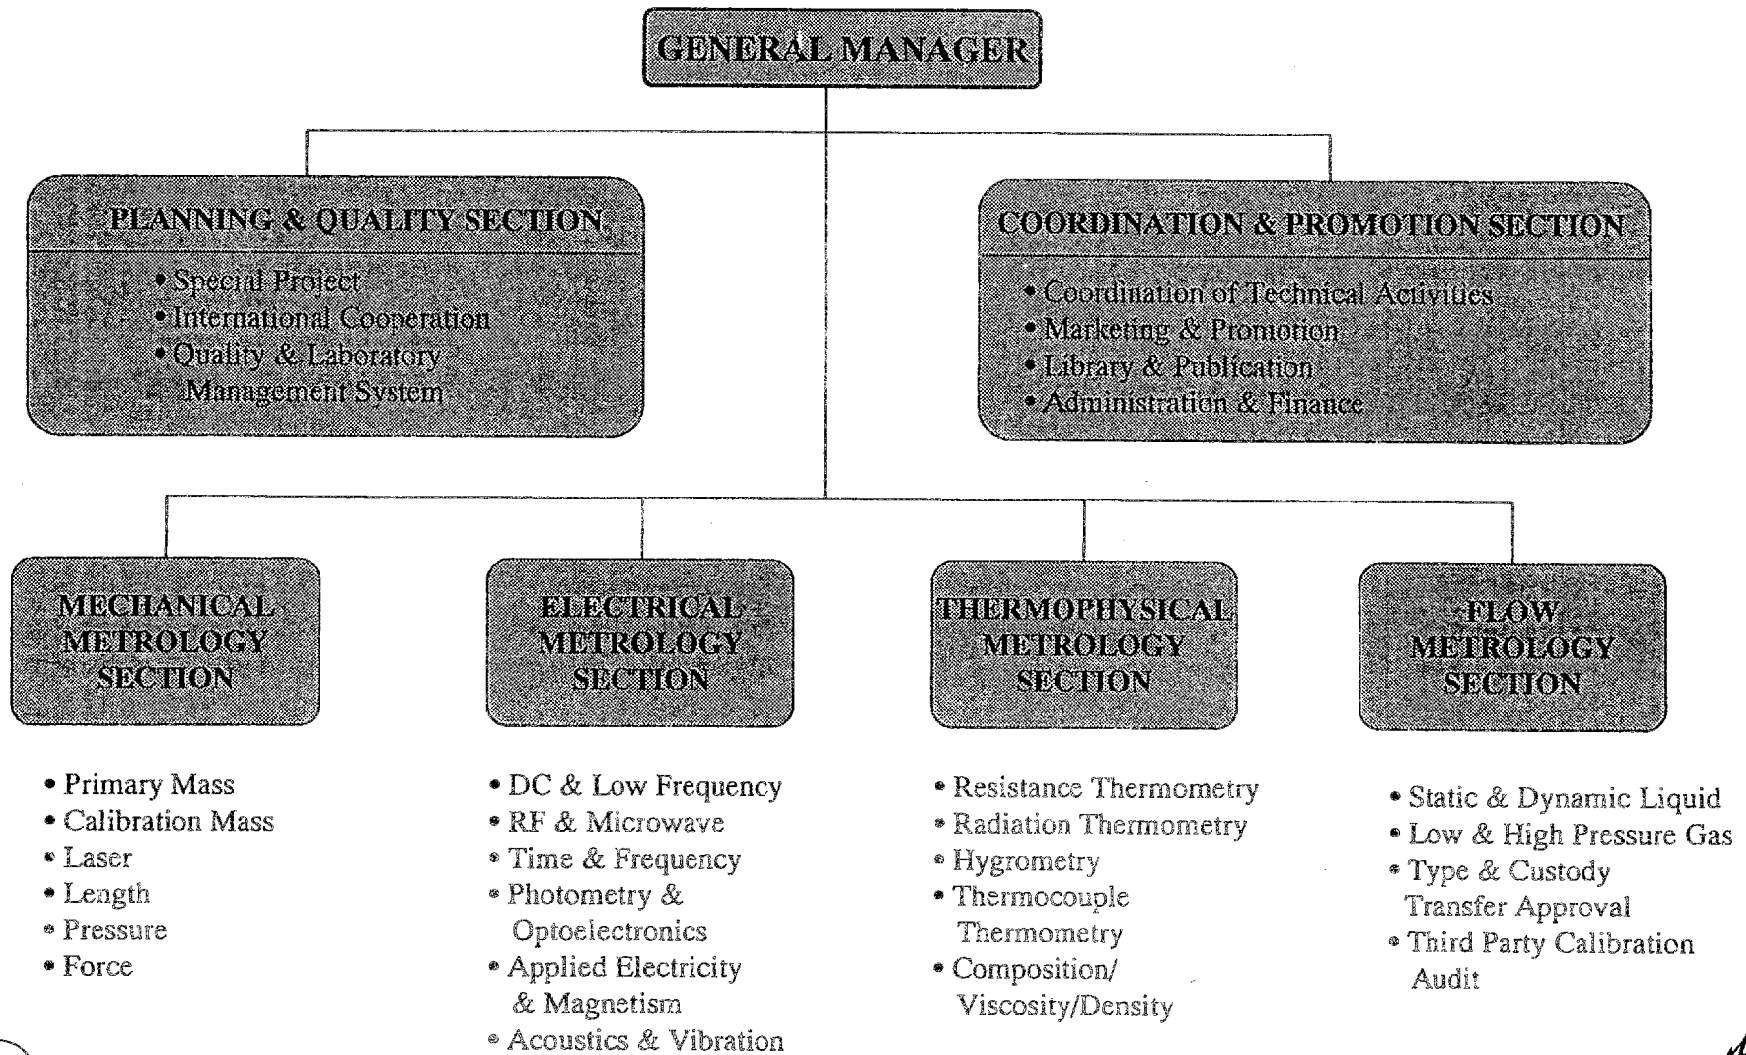 GENERAL MANAGER
PLANNING & QUALITY SECTION
• Special Project
• International Cooperation
• Quality & Laboratory
Management System
COORDINATION & PROMOTION SECTION
• Coordination of Technical Activities
• Marketing & Promotion
• Library & Publication
• Administration & Finance
MECHANICAL
METROLOGY
SECTION
• Primary Mass
• Calibration Mass
• Laser
• Length
• Pressure
• Force
ELECTRICAL
METROLOGY
SECTION
• DC & Low Frequency
• RF & Microwave
• Time & Frequency
• Photometry &
Optoelectronics
• Applied Electricity
& Magnetism
• Acoustics & Vibration
THERMOPHYSICAL
METROLOGY
SECTION
• Resistance Thermometry
• Radiation Thermometry
• Hygrometry
• Thermocouple
Thermometry
• Composition/
Viscosity/Density
FLOW
METROLOGY
SECTION
• Static & Dynamic Liquid
• Low & High Pressure Gas
• Type & Custody
Transfer Approval
• Third Party Calibration
Audit